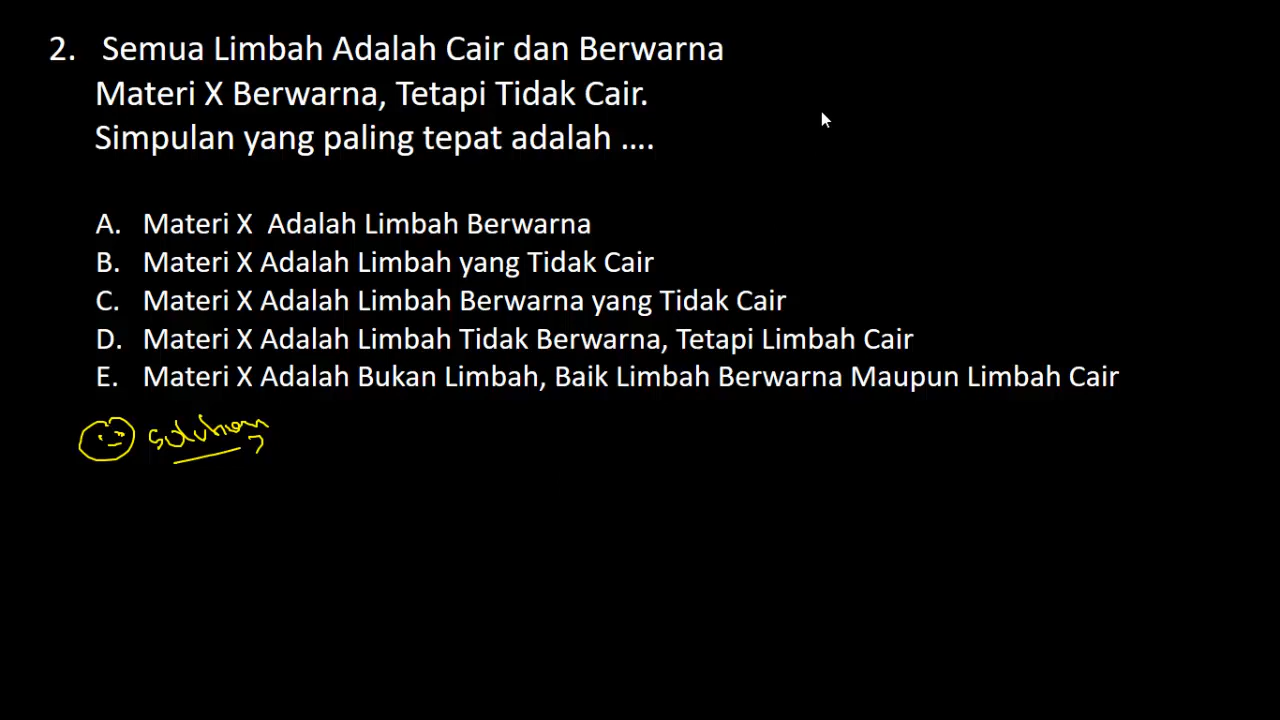 2. Semua Limbah Adalah Cair dan Berwarna
Materi X Berwarna, Tetapi Tidak Cair.
Simpulan yang paling tepat adalah ....
A. Materi X Adalah Limbah Berwarna
B. Materi X Adalah Limbah yang Tidak Cair
C. Materi X Adalah Limbah Berwarna yang Tidak Cair
D. Materi X Adalah Limbah Tidak Berwarna, Tetapi Limbah Cair
E. Materi X Adalah Bukan Limbah, Baik Limbah Berwarna Maupun Limbah Cair